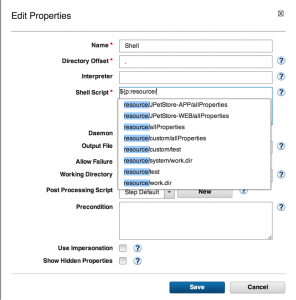 Edit Properties
Name * Shell
Directory Offset * .
Interpreter
Shell Script * ${p:resource/
resource/JPetStore-APP/allProperties
resource/JPetStore-WEB/allProperties
resource/allProperties
resource/custom/allProperties
resource/custom/test
resource/system/work.dir
resource/test
resource/work.dir
Daemon
Output File
Allow Failure
Working Directory
Post Processing Script Step Default New
Precondition
Use Impersonation
Show Hidden Properties
Save Cancel